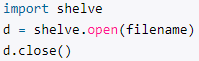 import shelve
d = shelve.open(filename)
d.close()